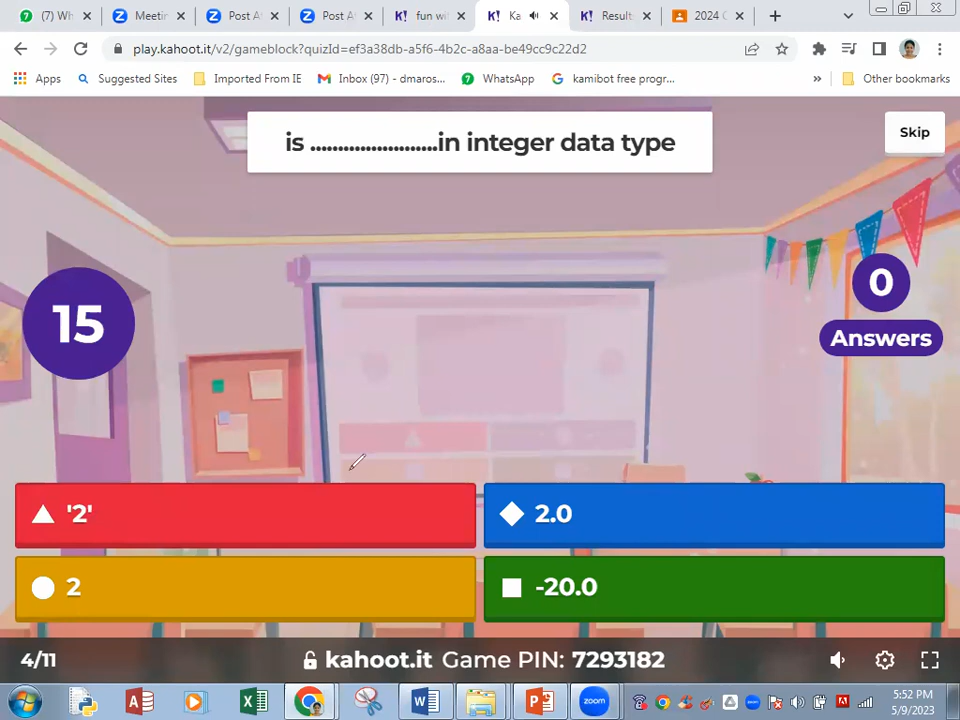 (7) Wh
Meetin
Post A
Post A
fun wi
Ka
Result
2024 C
play.kahoot.it/v2/gameblock?quizId=ef3a38db-a5f6-4b2c-a8aa-be49cc9c22d2
Apps
Suggested Sites
Imported From IE
Inbox (97) - dmaros...
WhatsApp
kamibot free progr...
»
Other bookmarks
is .......................in integer data type
Skip
15
0
Answers
'2'
2.0
2
-20.0
4/11
kahoot.it Game PIN: 7293182
zoom
5:52 PM
5/9/2023